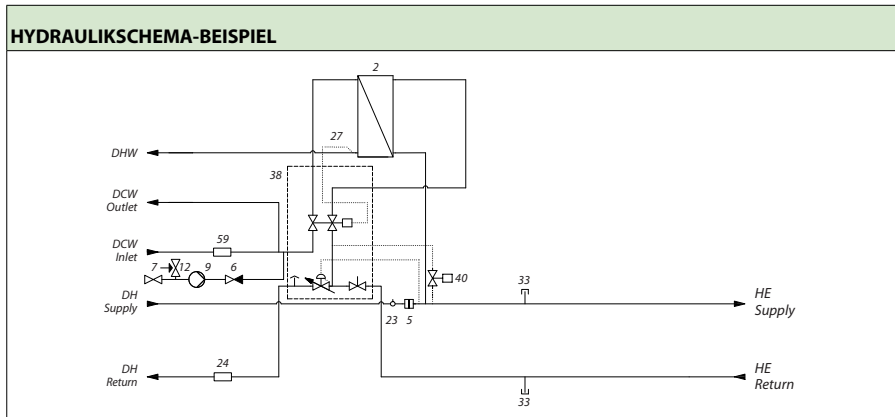 HYDRAULIKSCHEMA-BEISPIEL
2
27
DHW
38
DCW
Outlet
59
DCW
Inlet
7
12
9
6
40
33
DH
Supply
23
5
HE
Supply
24
DH
Return
33
HE
Return